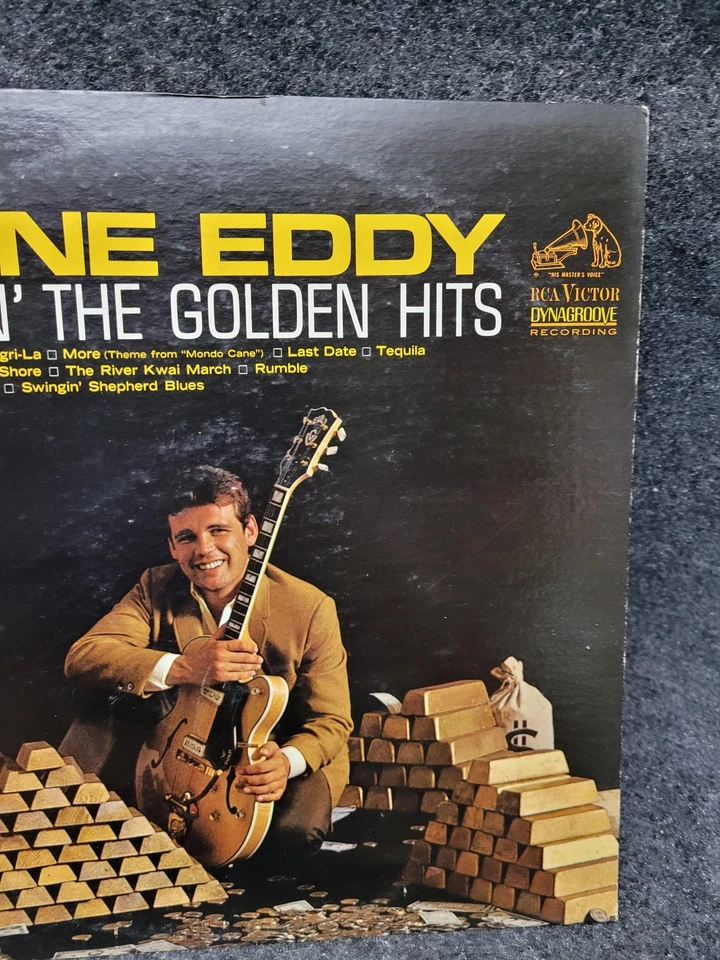 NE EDDY
N' THE GOLDEN HITS
gri-La □ More (Theme from "Mondo Cane") □ Last Date □ Tequila
Shore □ The River Kwai March □ Rumble
□ Swingin' Shepherd Blues
"HIS MASTER'S VOICE"
RCA VICTOR
DYNAGROOVE
RECORDING